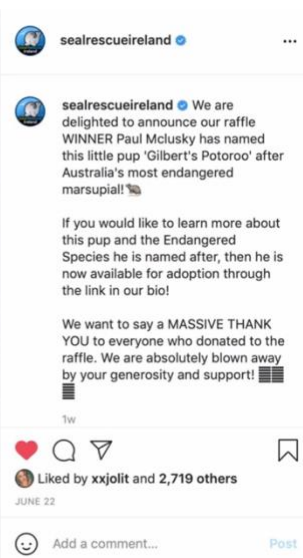 sealrescueireland
sealrescueireland We are
delighted to announce our raffle
WINNER Paul Mclusky has named
this little pup 'Gilbert's Potoroo' after
Australia's most endangered
marsupial!
If you would like to learn more about
this pup and the Endangered
Species he is named after, then he is
now available for adoption through
the link in our bio!
We want to say a MASSIVE THANK
YOU to everyone who donated to the
raffle. We are absolutely blown away
by your generosity and support!
1w
Liked by xxjolit and 2,719 others
JUNE 22
Add a comment...
Post